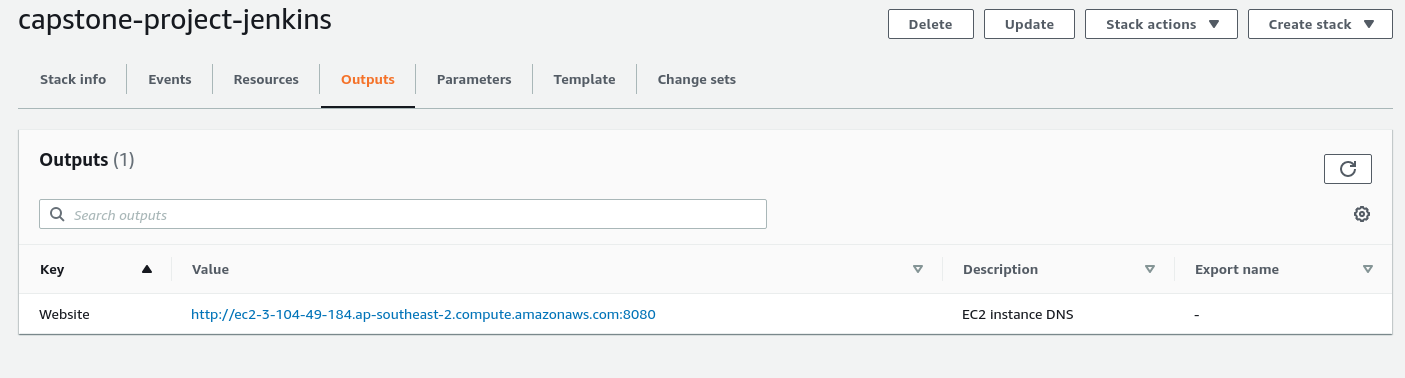 capstone-project-jenkins
Delete
Update
Stack actions
Create stack
Stack info
Events
Resources
Outputs
Parameters
Template
Change sets
Outputs (1)
Search outputs
Key
Value
Description
Export name
Website
http://ec2-3-104-49-184.ap-southeast-2.compute.amazonaws.com:8080
EC2 instance DNS
-